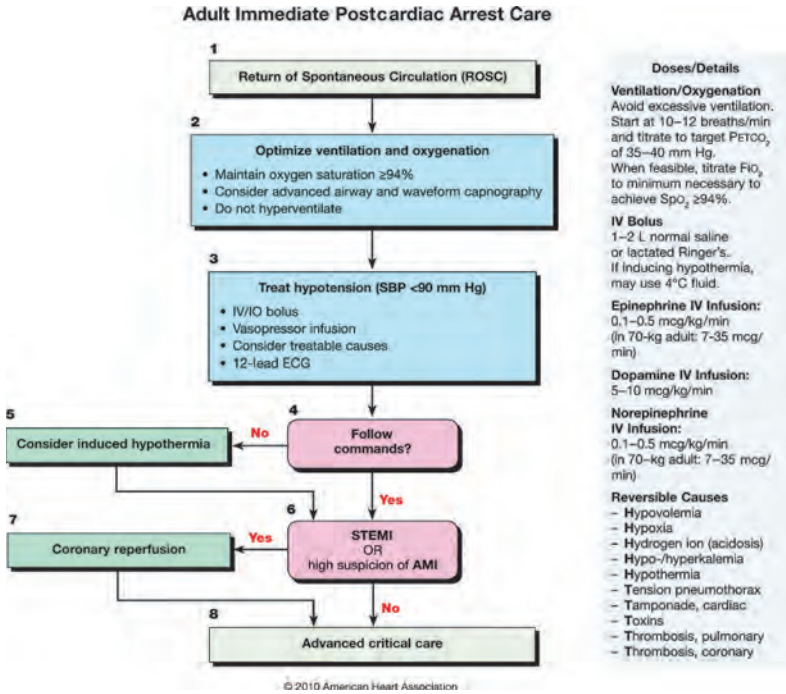 Adult Immediate Postcardiac Arrest Care
1
Return of Spontaneous Circulation (ROSC)
2
Optimize ventilation and oxygenation
• Maintain oxygen saturation ≥94%
• Consider advanced airway and waveform capnography
• Do not hyperventilate
3
Treat hypotension (SBP <90 mm Hg)
• IV/IO bolus
• Vasopressor infusion
• Consider treatable causes
• 12-lead ECG
4
Follow
commands?
No
5
Consider induced hypothermia
Yes
6
STEMI
OR
high suspicion of AMI
Yes
7
Coronary reperfusion
No
8
Advanced critical care
Doses/Details
Ventilation/Oxygenation
Avoid excessive ventilation.
Start at 10–12 breaths/min
and titrate to target PETCO₂
of 35–40 mm Hg.
When feasible, titrate FIO₂
to minimum necessary to
achieve SpO₂ ≥94%.
IV Bolus
1–2 L normal saline
or lactated Ringer's.
If inducing hypothermia,
may use 4°C fluid.
Epinephrine IV Infusion:
0.1–0.5 mcg/kg/min
(in 70-kg adult: 7-35 mcg/
min)
Dopamine IV Infusion:
5–10 mcg/kg/min
Norepinephrine
IV Infusion:
0.1–0.5 mcg/kg/min
(in 70-kg adult: 7–35 mcg/
min)
Reversible Causes
– Hypovolemia
– Hypoxia
– Hydrogen ion (acidosis)
– Hypo-/hyperkalemia
– Hypothermia
– Tension pneumothorax
– Tamponade, cardiac
– Toxins
– Thrombosis, pulmonary
– Thrombosis, coronary
© 2010 American Heart Association